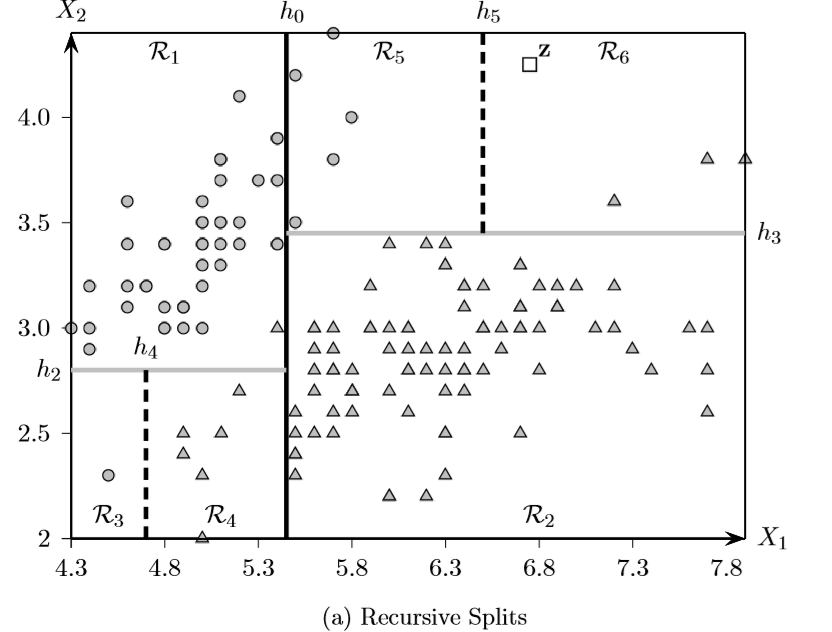 X₂ h₀ h₅
R₁ R₅ z R₆
4.0
3.5
h₃
3.0
h₄
h₂
2.5
R₃ R₄ R₂
2 X₁
4.3 4.8 5.3 5.8 6.3 6.8 7.3 7.8
(a) Recursive Splits